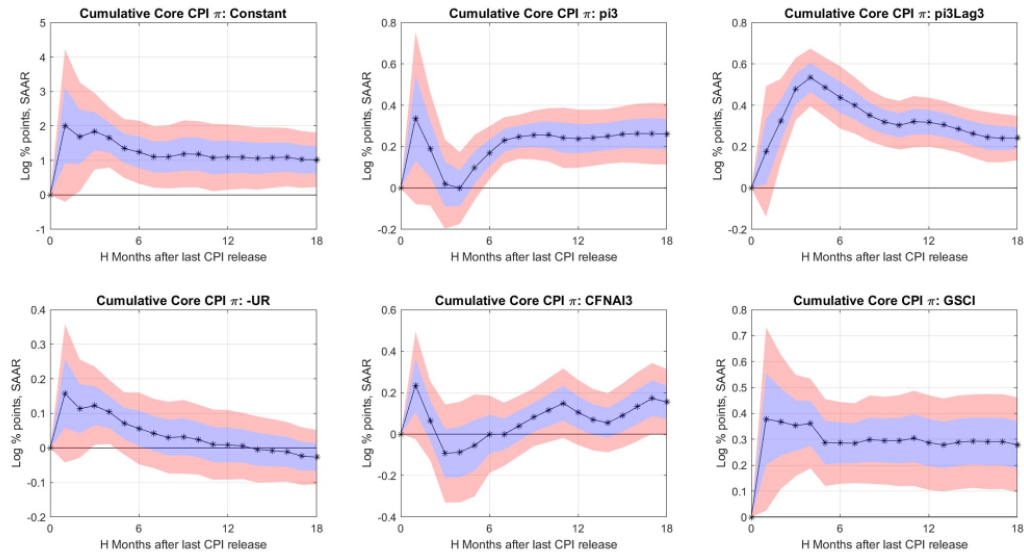 Cumulative Core CPI π: Constant
5
4
3
2
1
0
-1
Log % points, SAAR
0 6 12 18
H Months after last CPI release
Cumulative Core CPI π: pi3
0.8
0.6
0.4
0.2
0
-0.2
Log % points, SAAR
0 6 12 18
H Months after last CPI release
Cumulative Core CPI π: pi3Lag3
0.8
0.6
0.4
0.2
0
-0.2
Log % points, SAAR
0 6 12 18
H Months after last CPI release
Cumulative Core CPI π: -UR
0.4
0.3
0.2
0.1
0
-0.1
-0.2
Log % points, SAAR
0 6 12 18
H Months after last CPI release
Cumulative Core CPI π: CFNAI3
0.6
0.4
0.2
0
-0.2
-0.4
Log % points, SAAR
0 6 12 18
H Months after last CPI release
Cumulative Core CPI π: GSCI
0.8
0.7
0.6
0.5
0.4
0.3
0.2
0.1
0
Log % points, SAAR
0 6 12 18
H Months after last CPI release